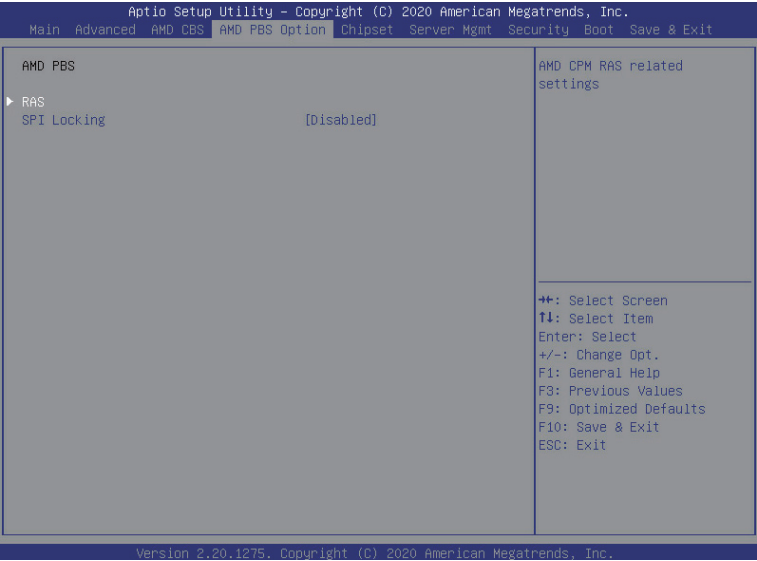 Aptio Setup Utility – Copyright (C) 2020 American Megatrends, Inc.
Main Advanced AMD CBS AMD PBS Option Chipset Server Mgmt Security Boot Save & Exit
AMD PBS
RAS
SPI Locking [Disabled]
AMD CPM RAS related
settings
→←: Select Screen
↑↓: Select Item
Enter: Select
+/-: Change Opt.
F1: General Help
F3: Previous Values
F9: Optimized Defaults
F10: Save & Exit
ESC: Exit
Version 2.20.1275. Copyright (C) 2020 American Megatrends, Inc.